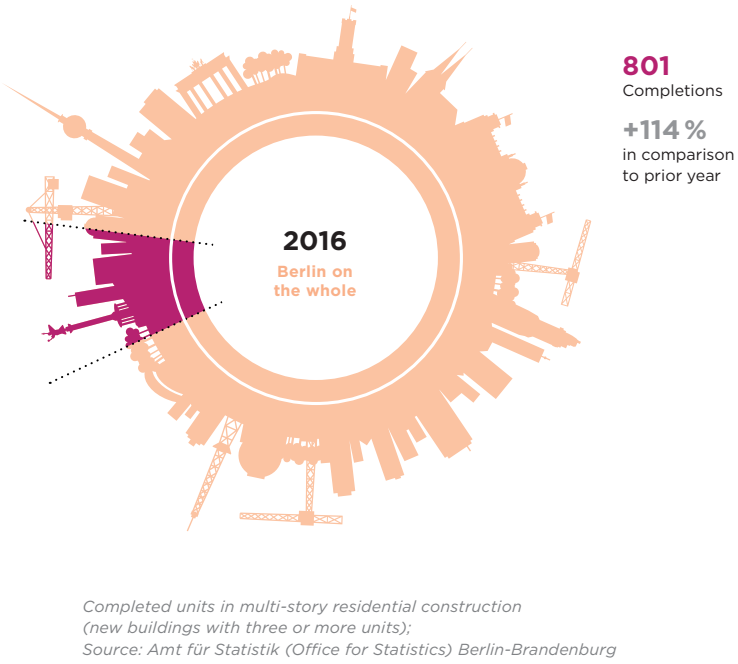 801
Completions
+114 %
in comparison
to prior year
2016
Berlin on
the whole
Completed units in multi-story residential construction
(new buildings with three or more units);
Source: Amt für Statistik (Office for Statistics) Berlin-Brandenburg